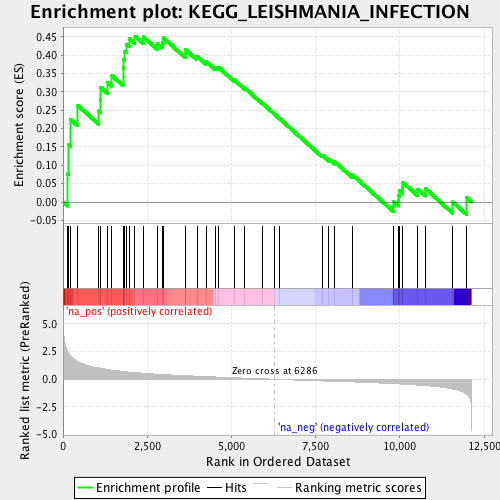 Enrichment plot: KEGG_LEISHMANIA_INFECTION
Enrichment score (ES)
0.45
0.40
0.35
0.30
0.25
0.20
0.15
0.10
0.05
0.00
-0.05
'na_pos' (positively correlated)
Ranked list metric (PreRanked)
5.0
2.5
0.0
-2.5
-5.0
Zero cross at 6286
'na_neg' (negatively correlated)
0 2,500 5,000 7,500 10,000 12,500
Rank in Ordered Dataset
Enrichment profile Hits Ranking metric scores